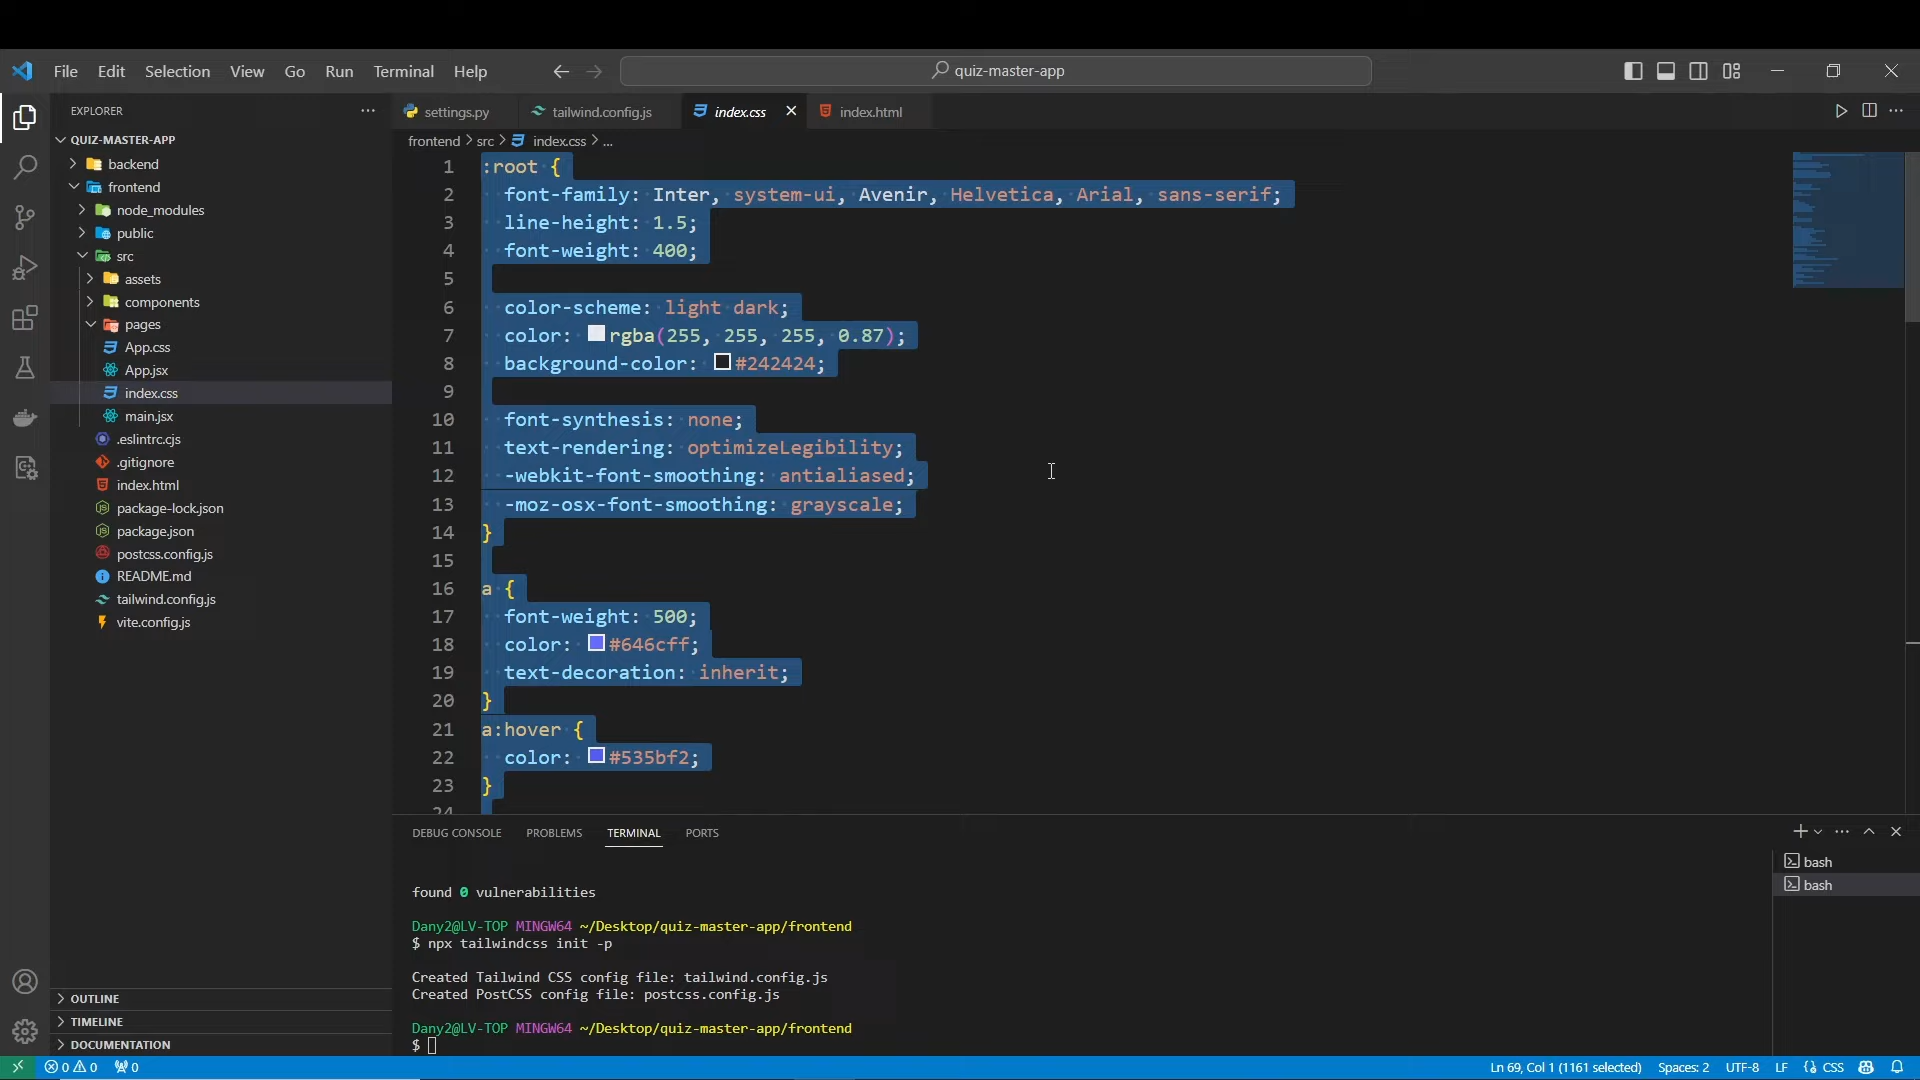 File Edit Selection View Go Run Terminal Help
quiz-master-app
EXPLORER
QUIZ-MASTER-APP
backend
frontend
node_modules
public
src
assets
components
pages
App.css
App.jsx
index.css
main.jsx
.eslintrc.cjs
.gitignore
index.html
package-lock.json
package.json
postcss.config.js
README.md
tailwind.config.js
vite.config.js
OUTLINE
TIMELINE
DOCUMENTATION
settings.py tailwind.config.js index.css index.html
frontend > src > index.css > ...
1 :root {
2 font-family: Inter, system-ui, Avenir, Helvetica, Arial, sans-serif;
3 line-height: 1.5;
4 font-weight: 400;
5
6 color-scheme: light dark;
7 color: rgba(255, 255, 255, 0.87);
8 background-color: #242424;
9
10 font-synthesis: none;
11 text-rendering: optimizeLegibility;
12 -webkit-font-smoothing: antialiased;
13 -moz-osx-font-smoothing: grayscale;
14 }
15
16 a {
17 font-weight: 500;
18 color: #646cff;
19 text-decoration: inherit;
20 }
21 a:hover {
22 color: #535bf2;
23 }
24
DEBUG CONSOLE PROBLEMS TERMINAL PORTS
found 0 vulnerabilities
Dany2@LV-TOP MINGW64 ~/Desktop/quiz-master-app/frontend
$ npx tailwindcss init -p
Created Tailwind CSS config file: tailwind.config.js
Created PostCSS config file: postcss.config.js
Dany2@LV-TOP MINGW64 ~/Desktop/quiz-master-app/frontend
$
bash
bash
0 0 0 Ln 69, Col 1 (1161 selected) Spaces: 2 UTF-8 LF {} CSS